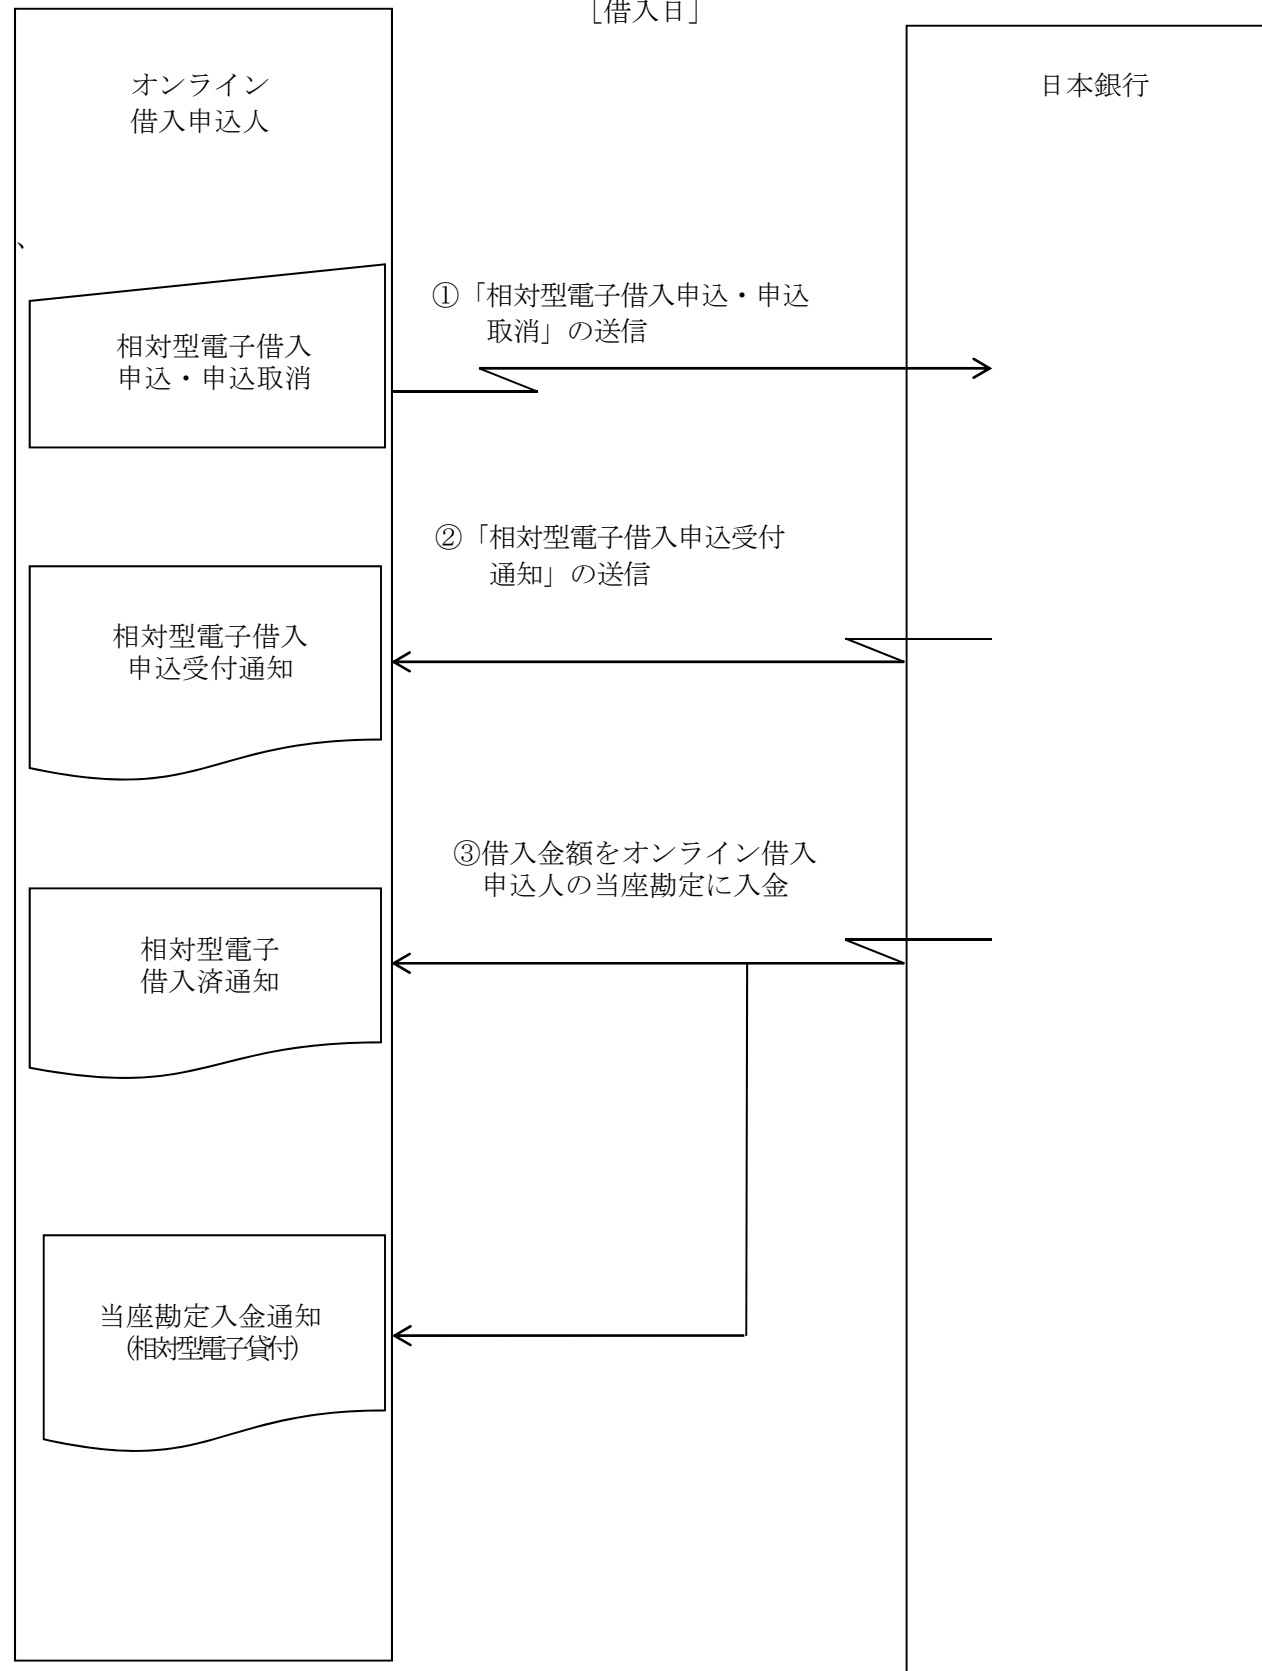 ［借入日］
オンライン
借入申込人
日本銀行
、
①「相対型電子借入申込・申込
取消」の送信
相対型電子借入
申込・申込取消
②「相対型電子借入申込受付
通知」の送信
相対型電子借入
申込受付通知
③借入金額をオンライン借入
申込人の当座勘定に入金
相対型電子
借入済通知
当座勘定入金通知
(相対型電子貸付)